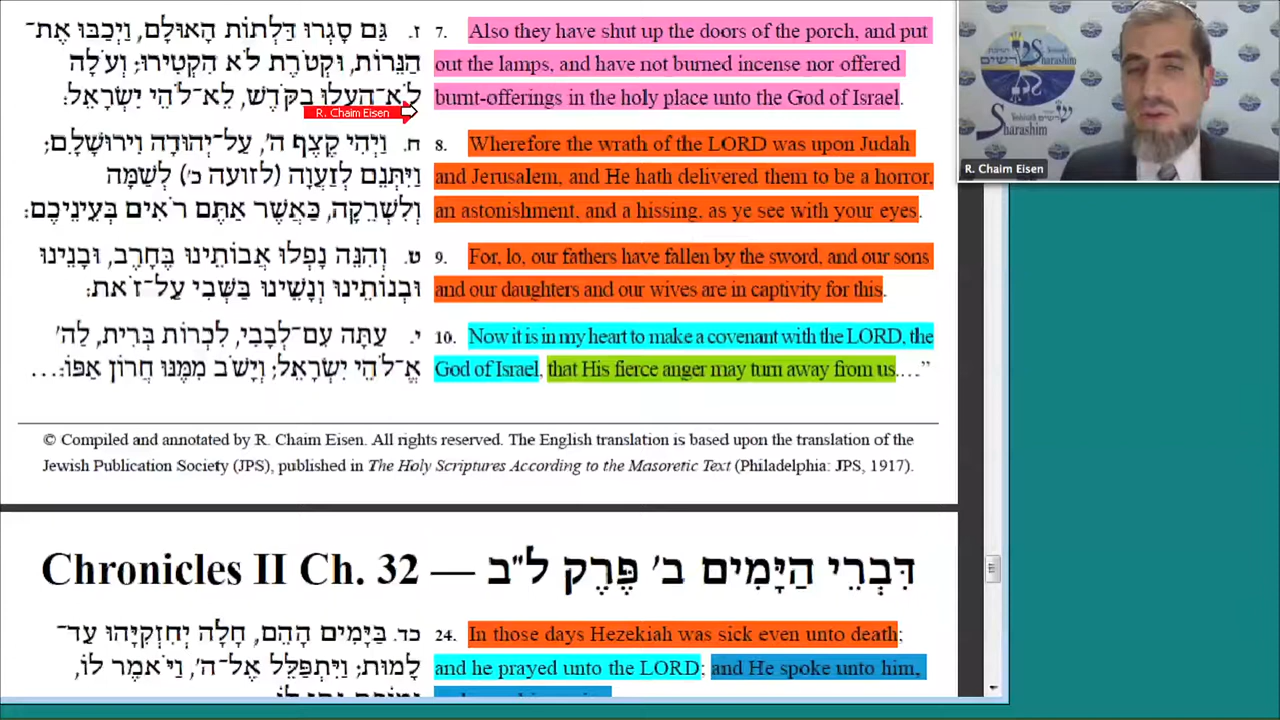 ז. גַּם סָגְרוּ דַּלְתוֹת הָאוּלָם, וַיְכַבּוּ אֶת־
הַנֵּרוֹת, וּקְטֹרֶת לֹא הִקְטִירוּ; וְעֹלָה
לֹא־הֶעֱלוּ בַקֹּדֶשׁ, לֵא־לֹהֵי יִשְׂרָאֵל:
7. Also they have shut up the doors of the porch, and put
out the lamps, and have not burned incense nor offered
burnt-offerings in the holy place unto the God of Israel.
R. Chaim Eisen
ח. וַיְהִי קֶצֶף ה', עַל־יְהוּדָה וִירוּשָׁלִָם;
וַיִּתְּנֵם לְזַעֲוָה (לזועה כ') לְשַׁמָּה
וְלִשְׁרֵקָה, כַּאֲשֶׁר אַתֶּם רֹאִים בְּעֵינֵיכֶם:
8. Wherefore the wrath of the LORD was upon Judah
and Jerusalem, and He hath delivered them to be a horror,
an astonishment, and a hissing, as ye see with your eyes.
ט. וְהִנֵּה נָפְלוּ אֲבוֹתֵינוּ בֶּחָרֶב, וּבָנֵינוּ
וּבְנוֹתֵינוּ וְנָשֵׁינוּ בַּשְּׁבִי עַל־זֹאת:
9. For, lo, our fathers have fallen by the sword, and our sons
and our daughters and our wives are in captivity for this.
י. עַתָּה עִם־לְבָבִי, לִכְרוֹת בְּרִית, לַה'
אֱ־לֹהֵי יִשְׂרָאֵל; וְיָשֹׁב מִמֶּנּוּ חֲרוֹן אַפּוֹ:...
10. Now it is in my heart to make a covenant with the LORD, the
God of Israel, that His fierce anger may turn away from us...."
© Compiled and annotated by R. Chaim Eisen. All rights reserved. The English translation is based upon the translation of the
Jewish Publication Society (JPS), published in The Holy Scriptures According to the Masoretic Text (Philadelphia: JPS, 1917).
Chronicles II Ch. 32 — דִּבְרֵי הַיָּמִים ב' פֶּרֶק ל"ב
כד. בַּיָּמִים הָהֵם, חָלָה יְחִזְקִיָּהוּ עַד־
לָמוּת; וַיִּתְפַּלֵּל אֶל־ה', וַיֹּאמֶר לוֹ,
24. In those days Hezekiah was sick even unto death;
and he prayed unto the LORD; and He spoke unto him,
R. Chaim Eisen
Yeshivat
Sharashim